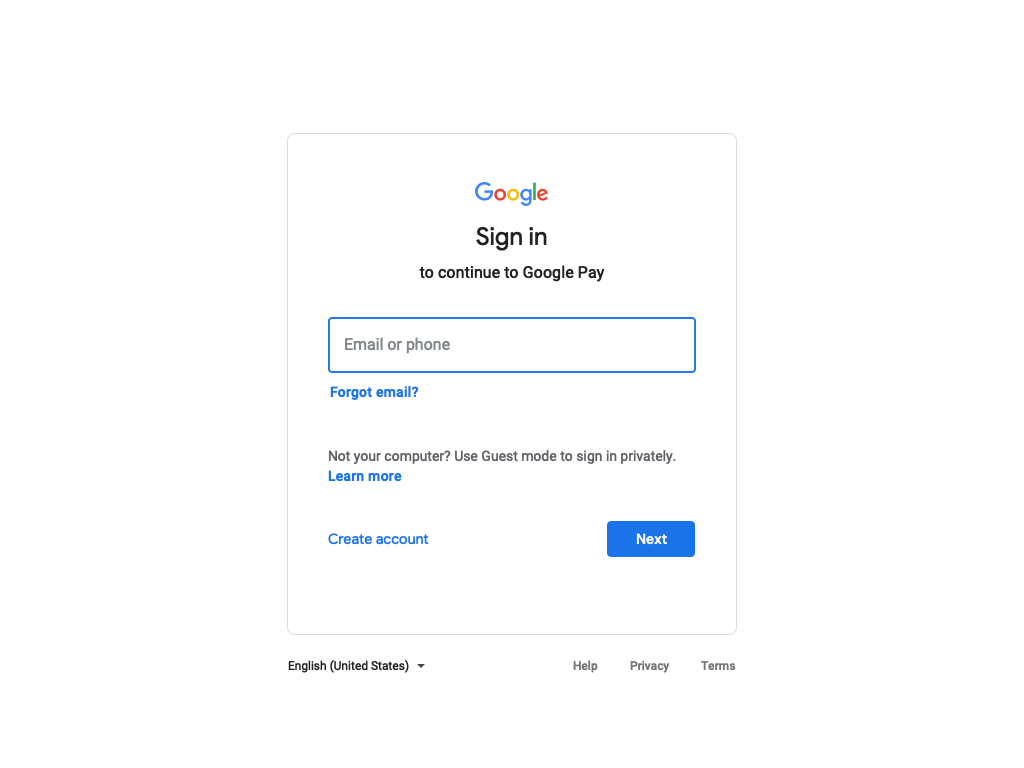 Google
Sign in
to continue to Google Pay
Email or phone
Forgot email?
Not your computer? Use Guest mode to sign in privately.
Learn more
Create account
Next
English (United States)
Help
Privacy
Terms